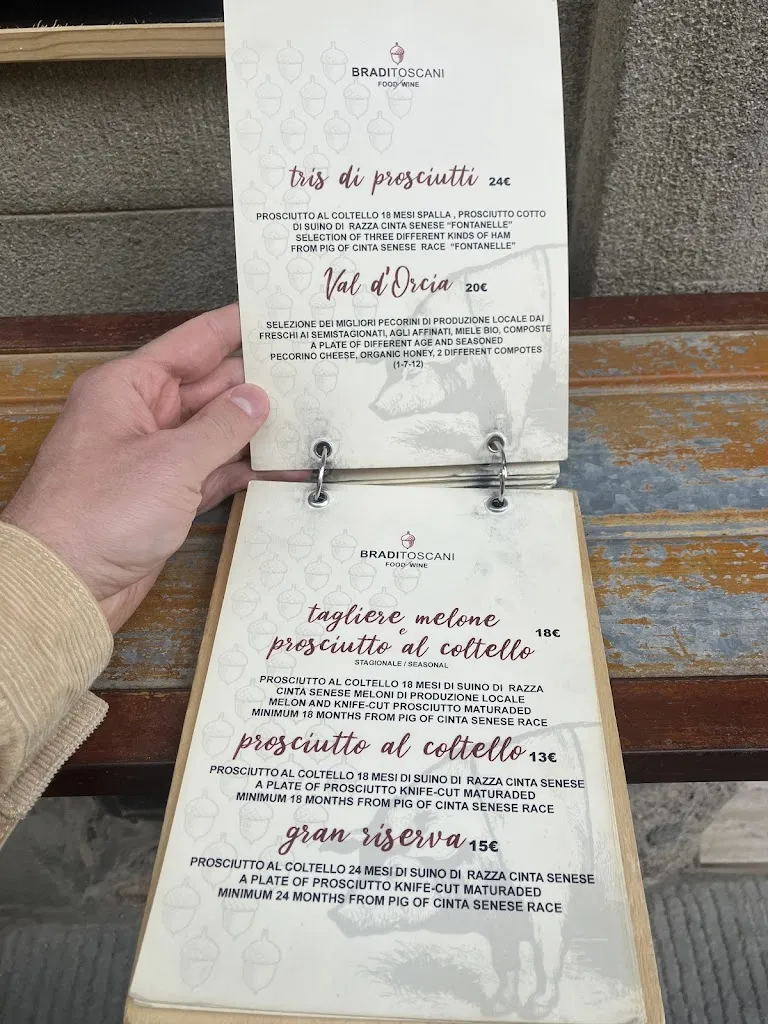 BRADITOSCANI
FOOD/WINE
tris di prosciutti 24€
PROSCIUTTO AL COLTELLO 18 MESI SPALLA , PROSCIUTTO COTTO
DI SUINO DI RAZZA CINTA SENESE “FONTANELLE”
SELECTION OF THREE DIFFERENT KINDS OF HAM
FROM PIG OF CINTA SENESE RACE “FONTANELLE”
Val d'Orcia 20€
SELEZIONE DEI MIGLIORI PECORINI DI PRODUZIONE LOCALE DAI
FRESCHI AI SEMISTAGIONATI, AGLI AFFINATI, MIELE BIO, COMPOSTE
A PLATE OF DIFFERENT AGE AND SEASONED
PECORINO CHEESE, ORGANIC HONEY, 2 DIFFERENT COMPOTES
(1-7-12)
BRADITOSCANI
FOOD/WINE
tagliere melone
e
prosciutto al coltello 18€
STAGIONALE / SEASONAL
PROSCIUTTO AL COLTELLO 18 MESI DI SUINO DI RAZZA
CINTA SENESE MELONI DI PRODUZIONE LOCALE
MELON AND KNIFE-CUT PROSCIUTTO MATURADED
MINIMUM 18 MONTHS FROM PIG OF CINTA SENESE RACE
prosciutto al coltello 13€
PROSCIUTTO AL COLTELLO 18 MESI DI SUINO DI RAZZA CINTA SENESE
A PLATE OF PROSCIUTTO KNIFE-CUT MATURADED
MINIMUM 18 MONTHS FROM PIG OF CINTA SENESE RACE
gran riserva 15€
PROSCIUTTO AL COLTELLO 24 MESI DI SUINO DI RAZZA CINTA SENESE
A PLATE OF PROSCIUTTO KNIFE-CUT MATURADED
MINIMUM 24 MONTHS FROM PIG OF CINTA SENESE RACE